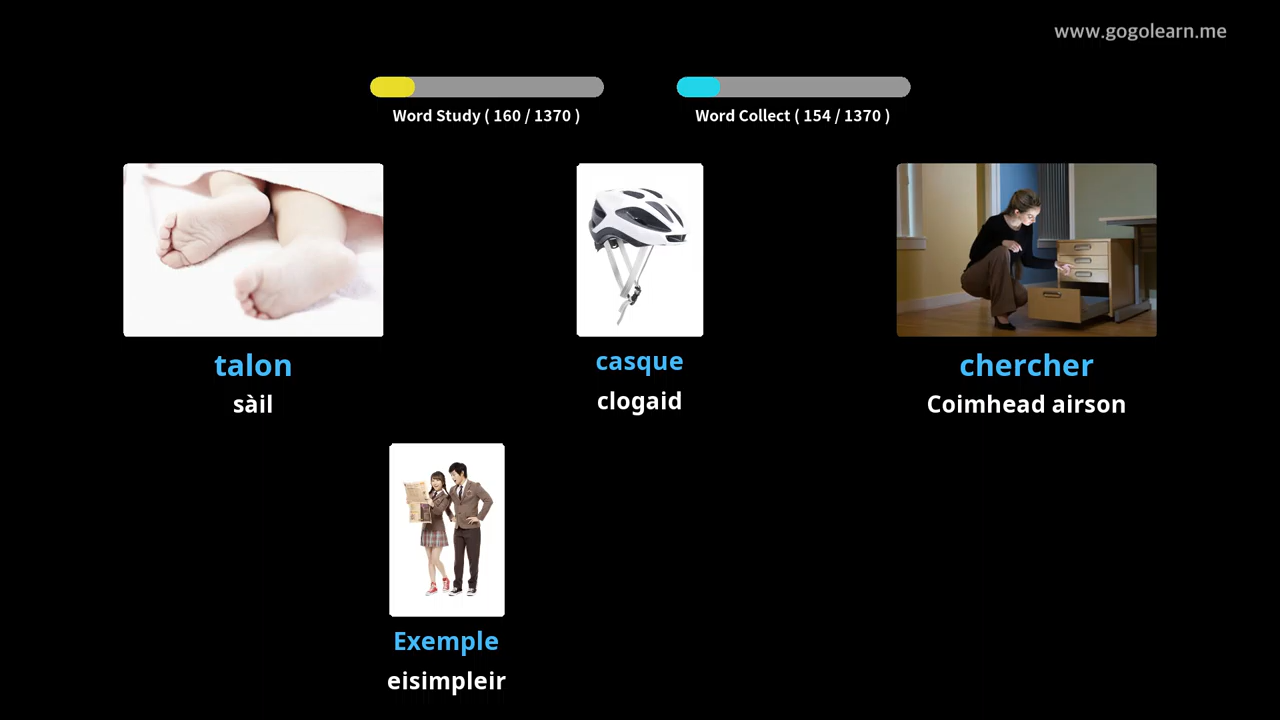 www.gogolearn.me
Word Study ( 160 / 1370 )
Word Collect ( 154 / 1370 )
talon
sàil
casque
clogaid
chercher
Coimhead airson
Exemple
eisimpleir